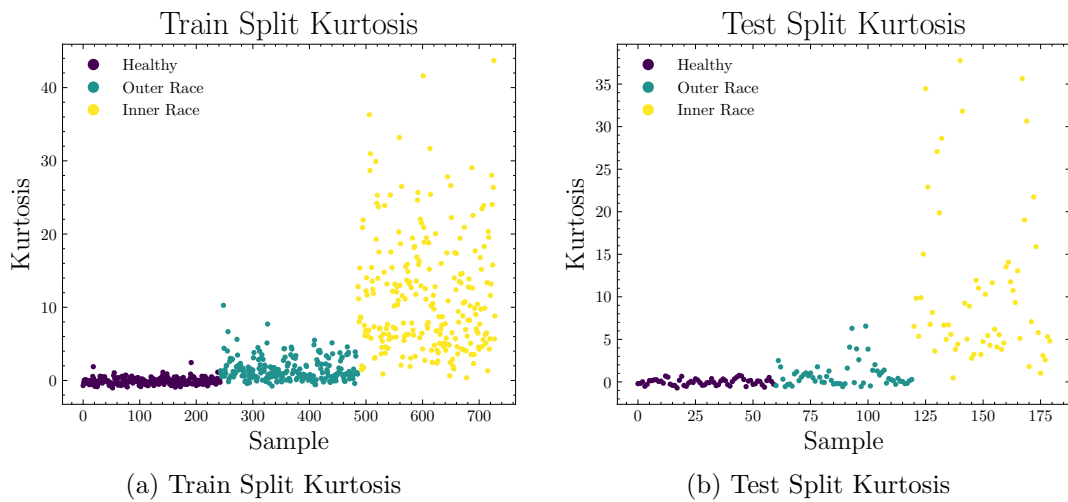 Train Split Kurtosis
Healthy
Outer Race
Inner Race
Kurtosis
40
30
20
10
0
0 100 200 300 400 500 600 700
Sample
(a) Train Split Kurtosis
Test Split Kurtosis
Healthy
Outer Race
Inner Race
Kurtosis
35
30
25
20
15
10
5
0
0 25 50 75 100 125 150 175
Sample
(b) Test Split Kurtosis